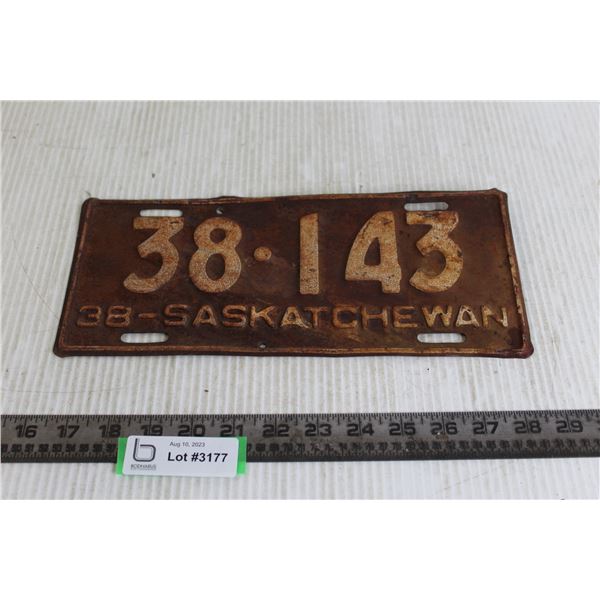 38·143
38-SASKATCHEWAN
16 17 18 19 20 21 22 23 24 25 26 27 28 29
Aug 10, 2023
b
BODNARUS
Lot #3177